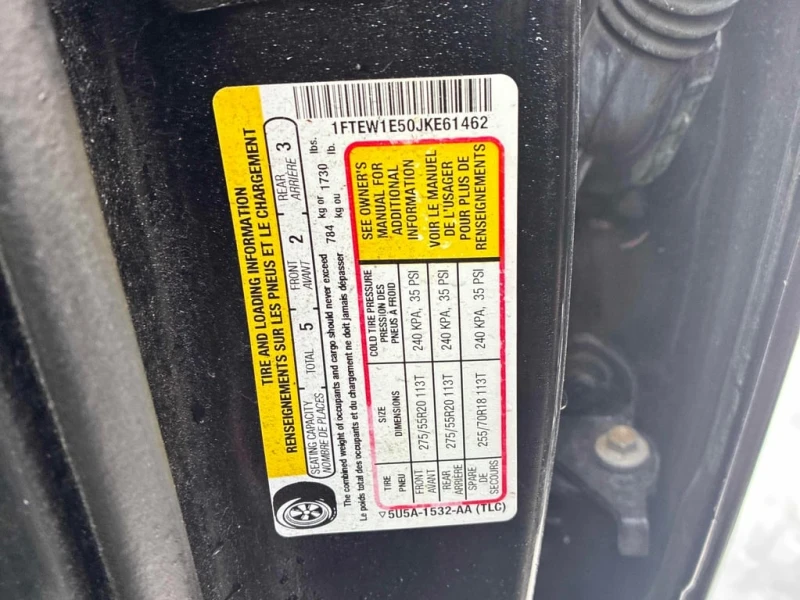 1FTEW1E50JKE61462
TIRE AND LOADING INFORMATION
RENSEIGNEMENTS SUR LES PNEUS ET LE CHARGEMENT
SEATING CAPACITY TOTAL 5 FRONT 2 REAR 3
NOMBRE DE PLACES AVANT ARRIÈRE
The combined weight of occupants and cargo should never exceed 784 kg or 1730 lbs.
Le poids total des occupants et du chargement ne doit jamais dépasser kg ou lb.
TIRE SIZE COLD TIRE PRESSURE
PNEU DIMENSIONS PRESSION DES
PNEUS À FROID
FRONT
AVANT 275/55R20 113T 240 KPA, 35 PSI
REAR
ARRIÈRE 275/55R20 113T 240 KPA, 35 PSI
SPARE
DE
SECOURS 255/70R18 113T 240 KPA, 35 PSI
SEE OWNER'S
MANUAL FOR
ADDITIONAL
INFORMATION
VOIR LE MANUEL
DE L'USAGER
POUR PLUS DE
RENSEIGNEMENTS
5U5A-1532-AA (TLC)